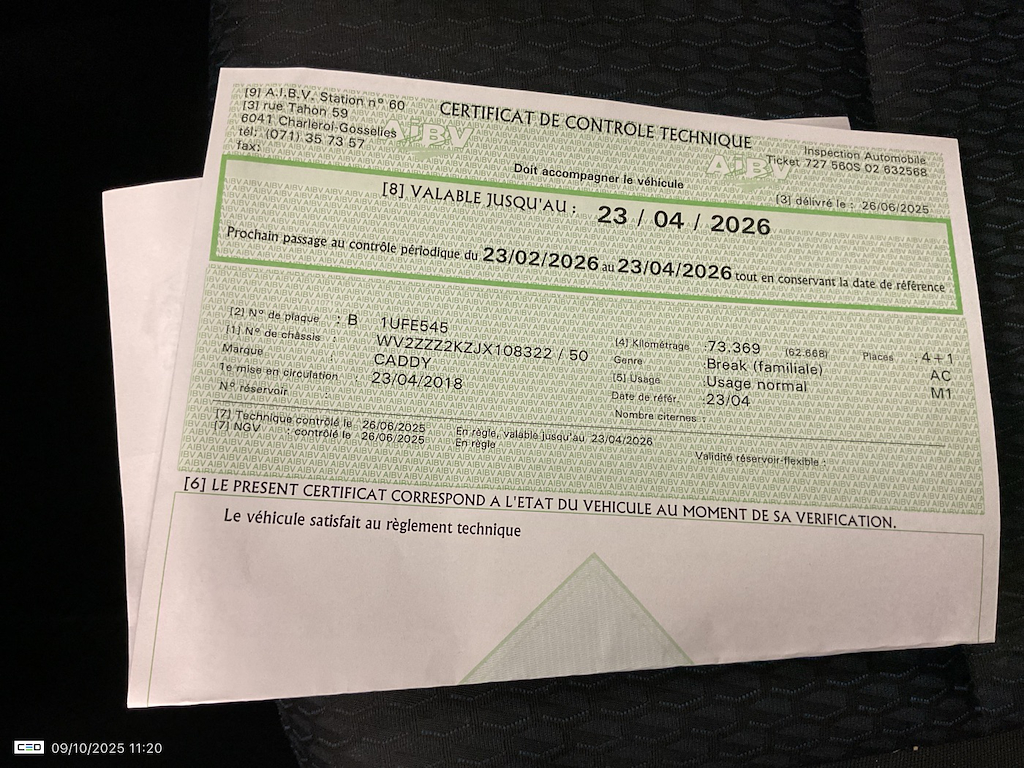 [9] A.I.B.V. Station n° 60
[3] rue Tahon 59
6041 Charleroi-Gosselies
tél: (071) 35 73 57
fax:
AIBV
CERTIFICAT DE CONTRÔLE TECHNIQUE
Doit accompagner le véhicule
AIBV
Inspection Automobile
Ticket 727 560S 02 632568
[3] délivré le : 26/06/2025
[8] VALABLE JUSQU'AU : 23 / 04 / 2026
Prochain passage au contrôle périodique du 23/02/2026 au 23/04/2026 tout en conservant la date de référence
[2] N° de plaque : B 1UFE545
[1] N° de châssis : WV2ZZZ2KZJX108322 / 50
Marque : CADDY
1e mise en circulation : 23/04/2018
N° réservoir :
[4] Kilométrage :73.369 (62.668) Places :4+1
Genre :Break (familiale) AC
[5] Usage :Usage normal M1
Date de référ. :23/04
Nombre citernes :
[7] Technique contrôlé le 26/06/2025 En règle, valable jusqu'au 23/04/2026
[7] NGV : contrôlé le 26/06/2025 En règle
Validité réservoir-flexible :
[6] LE PRESENT CERTIFICAT CORRESPOND A L'ETAT DU VEHICULE AU MOMENT DE SA VERIFICATION.
Le véhicule satisfait au règlement technique
CEO 09/10/2025 11:20